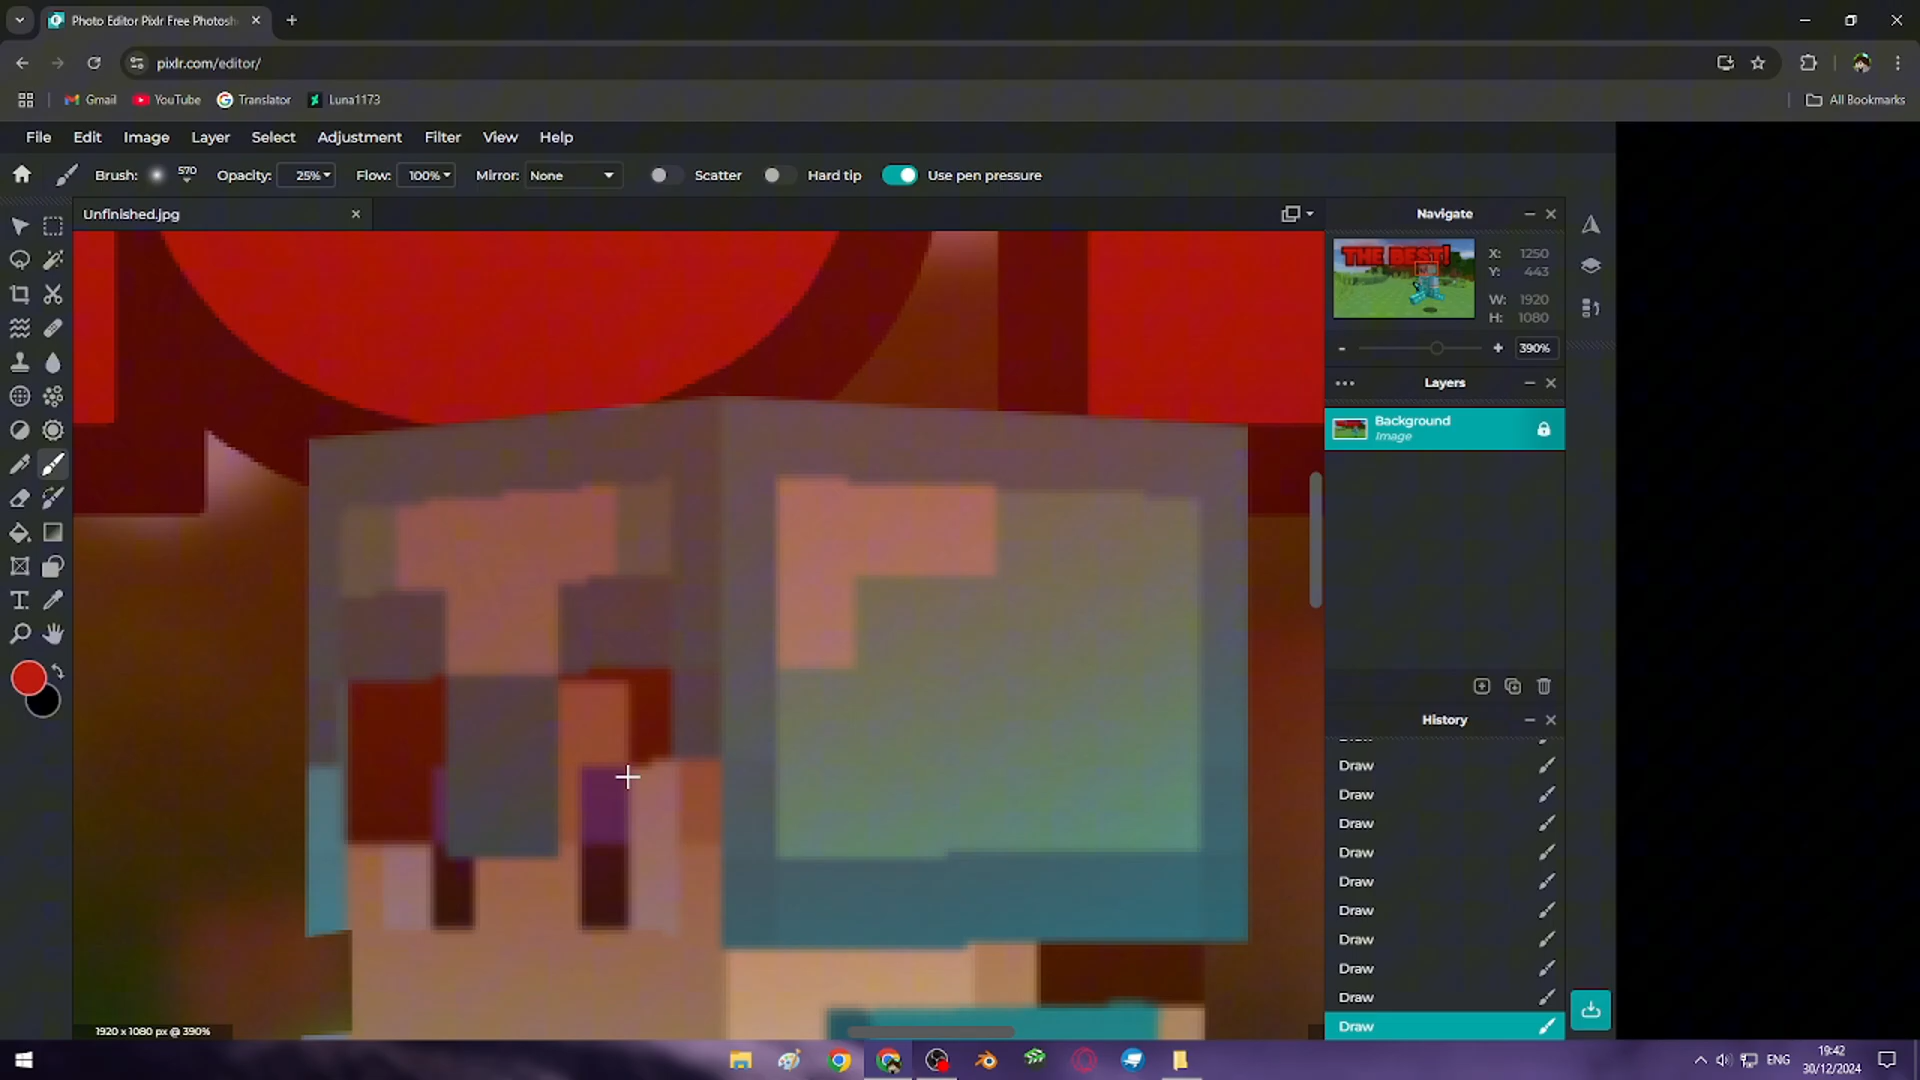 Photo Editor Pixlr Free Photosh
pixlr.com/editor/
Gmail YouTube Translator Luna1173 All Bookmarks
File Edit Image Layer Select Adjustment Filter View Help
Brush: 570 Opacity: 25% Flow: 100% Mirror: None Scatter Hard tip Use pen pressure
Unfinished.jpg
Navigate
THE BEST!
X: 1250
Y: 443
W: 1920
H: 1080
- + 390%
Layers
Background
Image
History
Draw
Draw
Draw
Draw
Draw
Draw
Draw
Draw
Draw
Draw
1920 x 1080 px @ 390%
ENG
19:42
30/12/2024